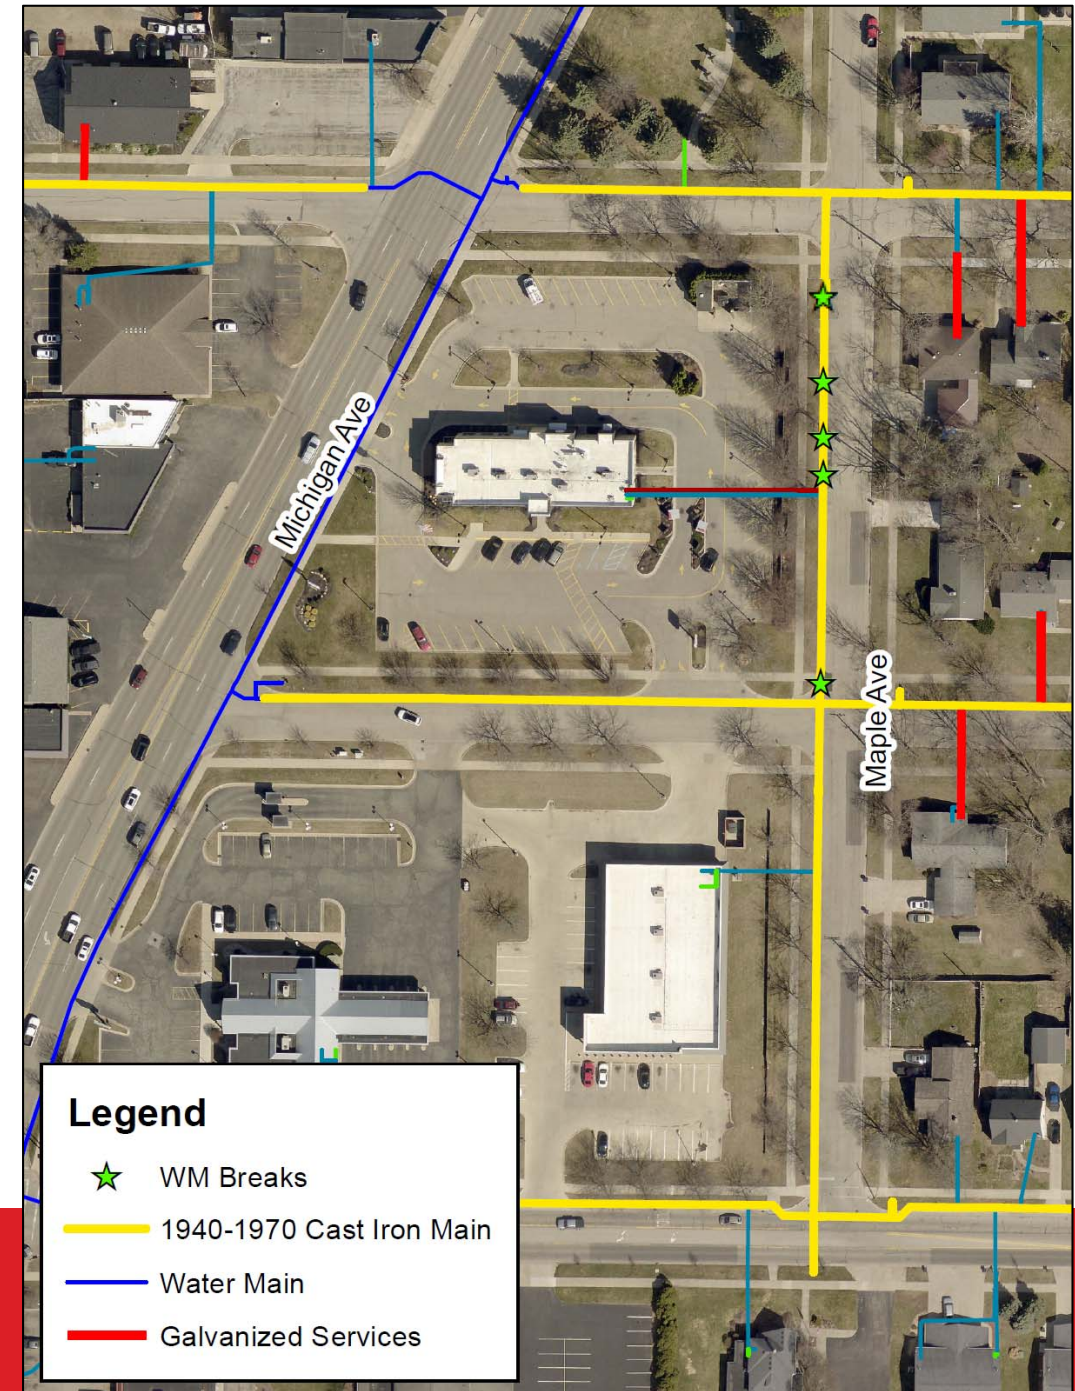 Michigan Ave
Maple Ave
Legend
WM Breaks
1940-1970 Cast Iron Main
Water Main
Galvanized Services